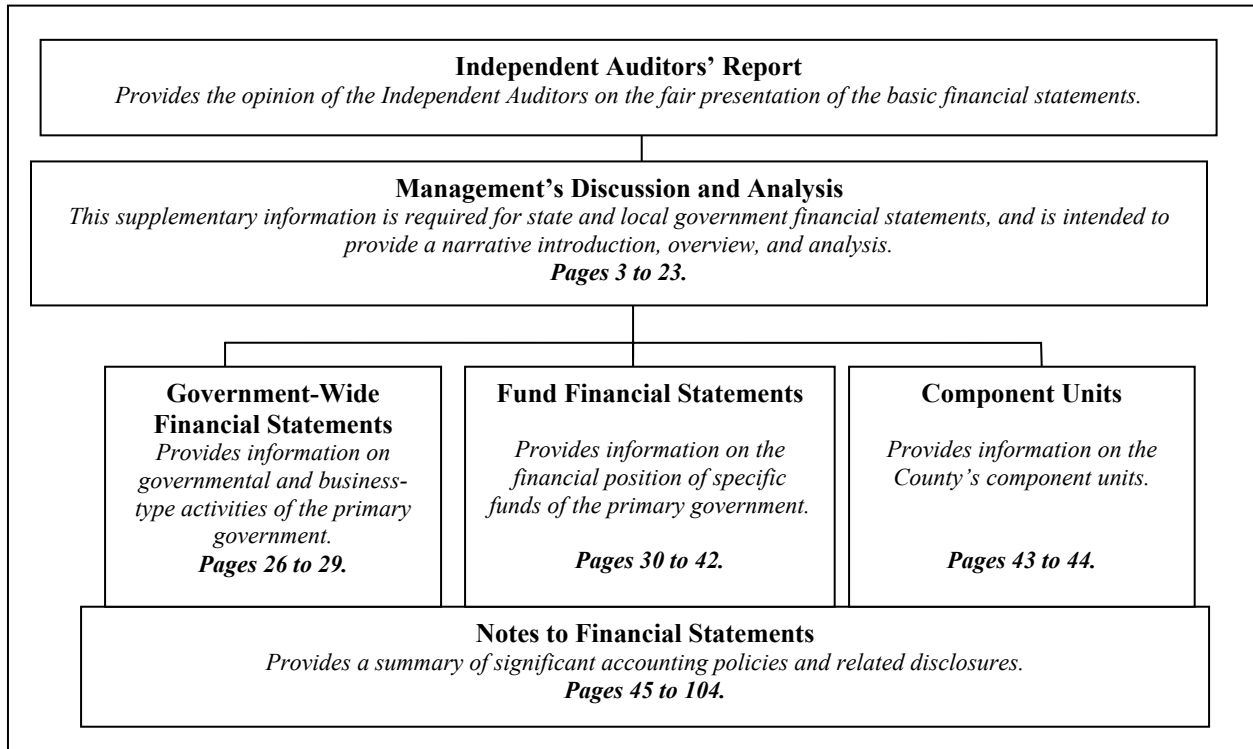 Independent Auditors’ Report
Provides the opinion of the Independent Auditors on the fair presentation of the basic financial statements.
Management’s Discussion and Analysis
This supplementary information is required for state and local government financial statements, and is intended to
provide a narrative introduction, overview, and analysis.
Pages 3 to 23.
Government-Wide
Financial Statements
Provides information on
governmental and business-
type activities of the primary
government.
Pages 26 to 29.
Fund Financial Statements
Provides information on the
financial position of specific
funds of the primary government.
Pages 30 to 42.
Component Units
Provides information on the
County’s component units.
Pages 43 to 44.
Notes to Financial Statements
Provides a summary of significant accounting policies and related disclosures.
Pages 45 to 104.